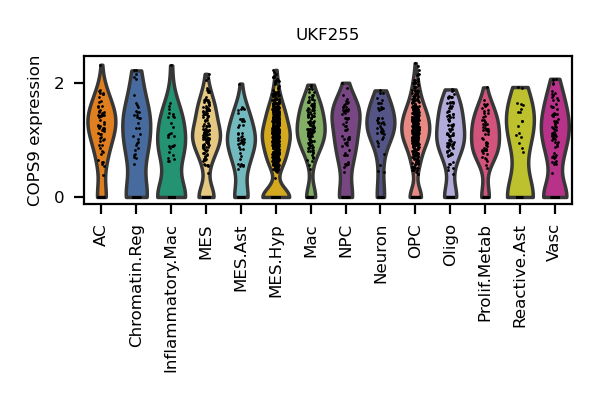 UKF255
COPS9 expression
2
0
AC
Chromatin.Reg
Inflammatory.Mac
MES
MES.Ast
MES.Hyp
Mac
NPC
Neuron
OPC
Oligo
Prolif.Metab
Reactive.Ast
Vasc